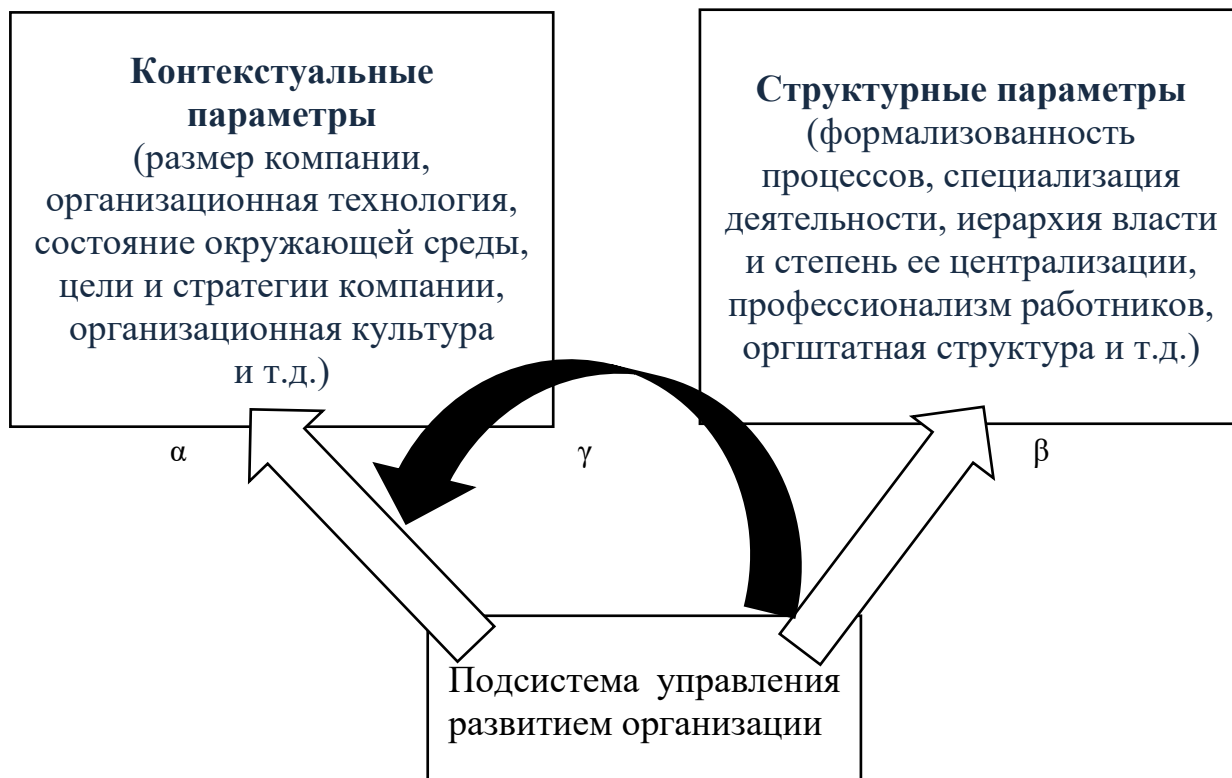 Контекстуальные
параметры
(размер компании,
организационная технология,
состояние окружающей среды,
цели и стратегии компании,
организационная культура
и т.д.)
Структурные параметры
(формализованность
процессов, специализация
деятельности, иерархия власти
и степень ее централизации,
профессионализм работников,
оргштатная структура и т.д.)
α
γ
β
Подсистема управления
развитием организации